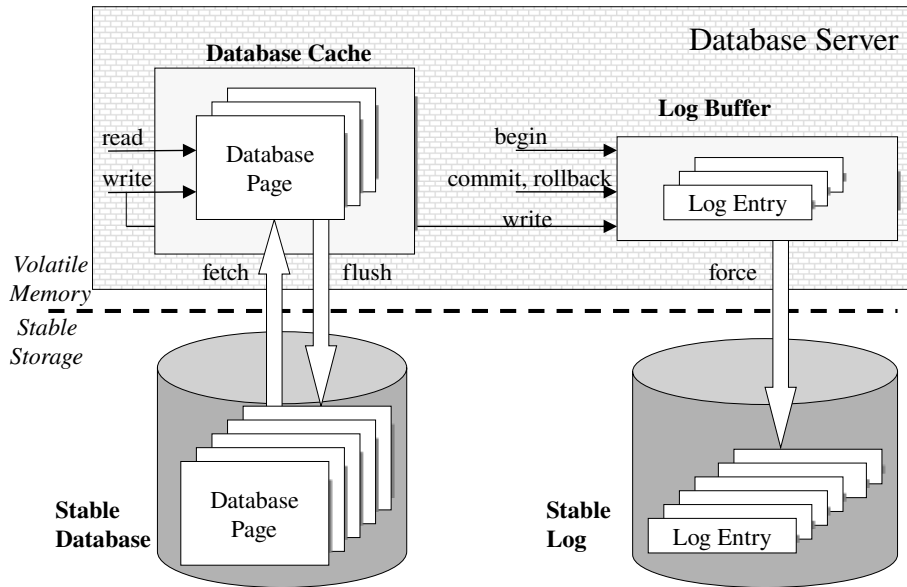 Database Server
Database Cache
Log Buffer
read
write
Database
Page
begin
commit, rollback
write
Log Entry
fetch
flush
force
Volatile
Memory
Stable
Storage
Database
Page
Stable
Database
Stable
Log
Log Entry